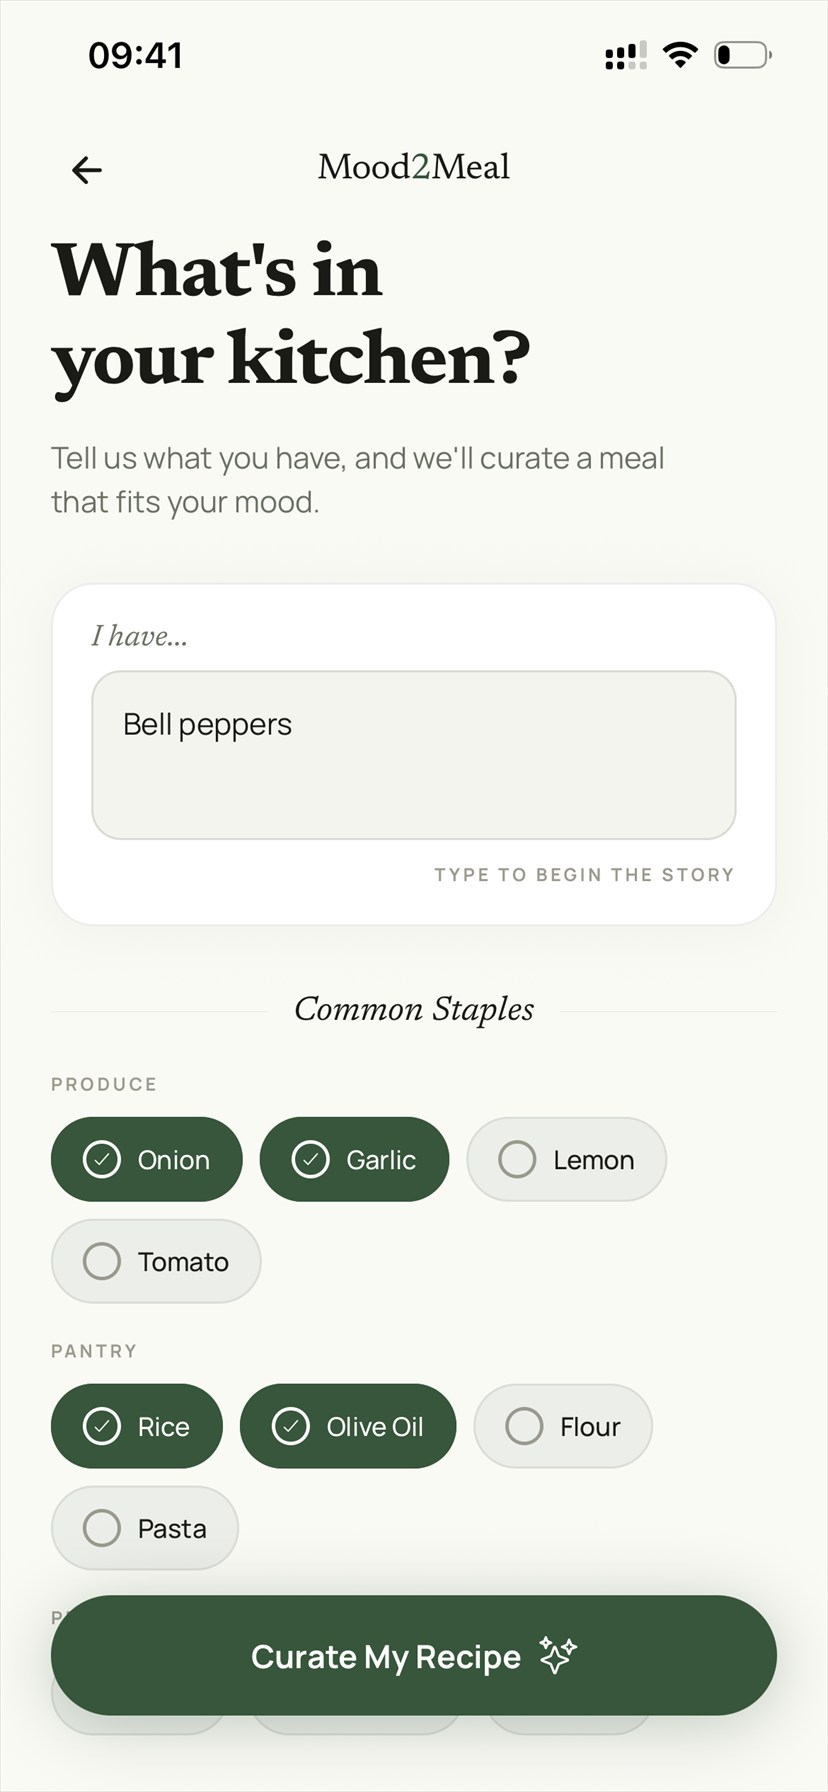 09:41
Mood2Meal
What's in
your kitchen?
Tell us what you have, and we'll curate a meal
that fits your mood.
I have...
Bell peppers
TYPE TO BEGIN THE STORY
Common Staples
PRODUCE
Onion
Garlic
Lemon
Tomato
PANTRY
Rice
Olive Oil
Flour
Pasta
Curate My Recipe